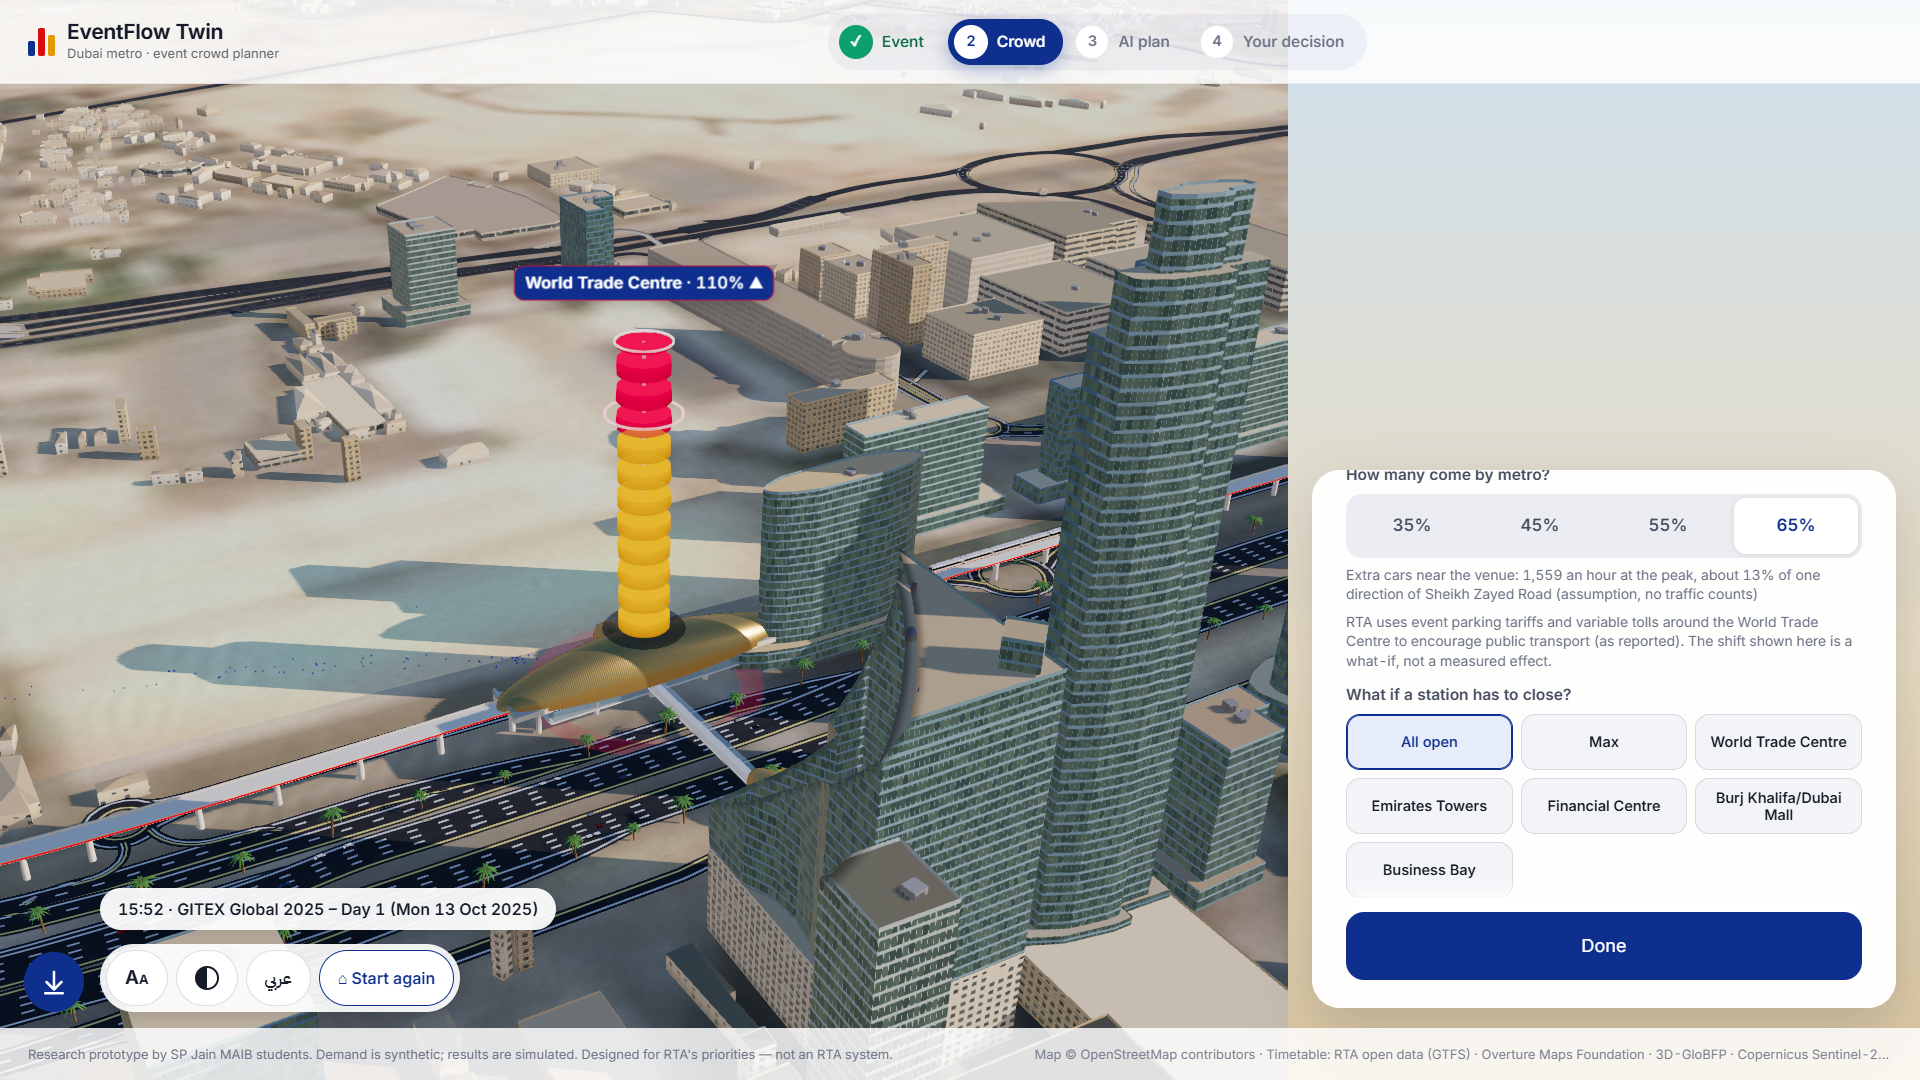 EventFlow Twin
Dubai metro · event crowd planner
✓ Event
2 Crowd
3 AI plan
4 Your decision
World Trade Centre · 110% ▲
How many come by metro?
35%
45%
55%
65%
Extra cars near the venue: 1,559 an hour at the peak, about 13% of one
direction of Sheikh Zayed Road (assumption, no traffic counts)
RTA uses event parking tariffs and variable tolls around the World Trade
Centre to encourage public transport (as reported). The shift shown here is a
what-if, not a measured effect.
What if a station has to close?
All open
Max
World Trade Centre
Emirates Towers
Financial Centre
Burj Khalifa/Dubai
Mall
Business Bay
Done
15:52 · GITEX Global 2025 – Day 1 (Mon 13 Oct 2025)
AA
عربي
⌂ Start again
Research prototype by SP Jain MAIB students. Demand is synthetic; results are simulated. Designed for RTA's priorities — not an RTA system.
Map © OpenStreetMap contributors · Timetable: RTA open data (GTFS) · Overture Maps Foundation · 3D-GloBFP · Copernicus Sentinel-2...